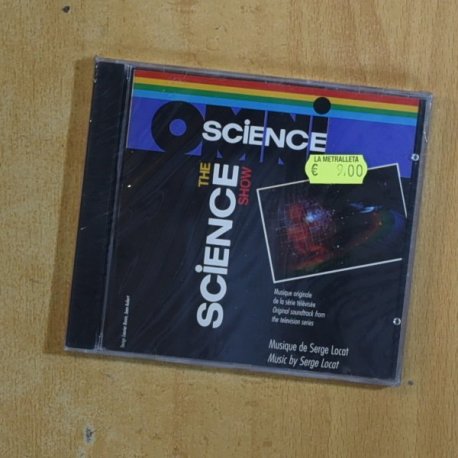 OMNI
SCiENCE
LA METRALLETA
€ 9.00
THE
SCiENCE
SHOW
Musique originale
de la série télévisée
Original soundtrack from
the television series
Musique de Serge Locat
Music by Serge Locat